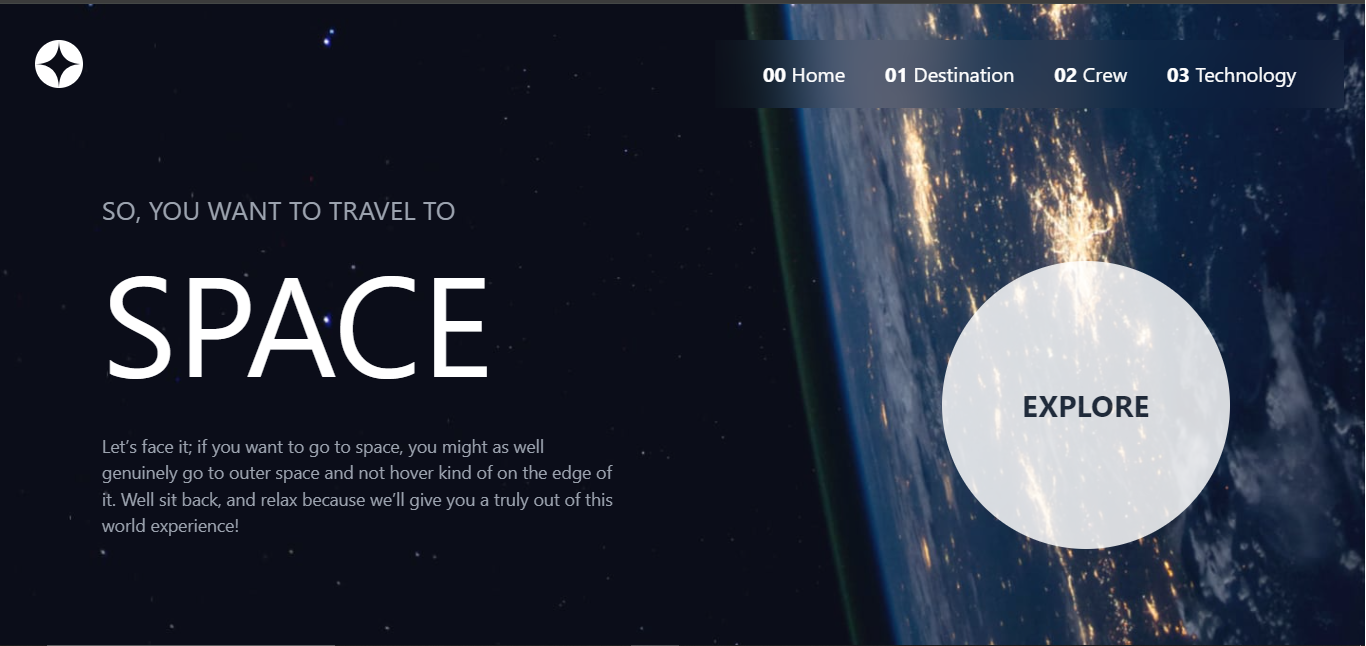 00 Home 01 Destination 02 Crew 03 Technology
SO, YOU WANT TO TRAVEL TO
SPACE
Let’s face it; if you want to go to space, you might as well
genuinely go to outer space and not hover kind of on the edge of
it. Well sit back, and relax because we’ll give you a truly out of this
world experience!
EXPLORE